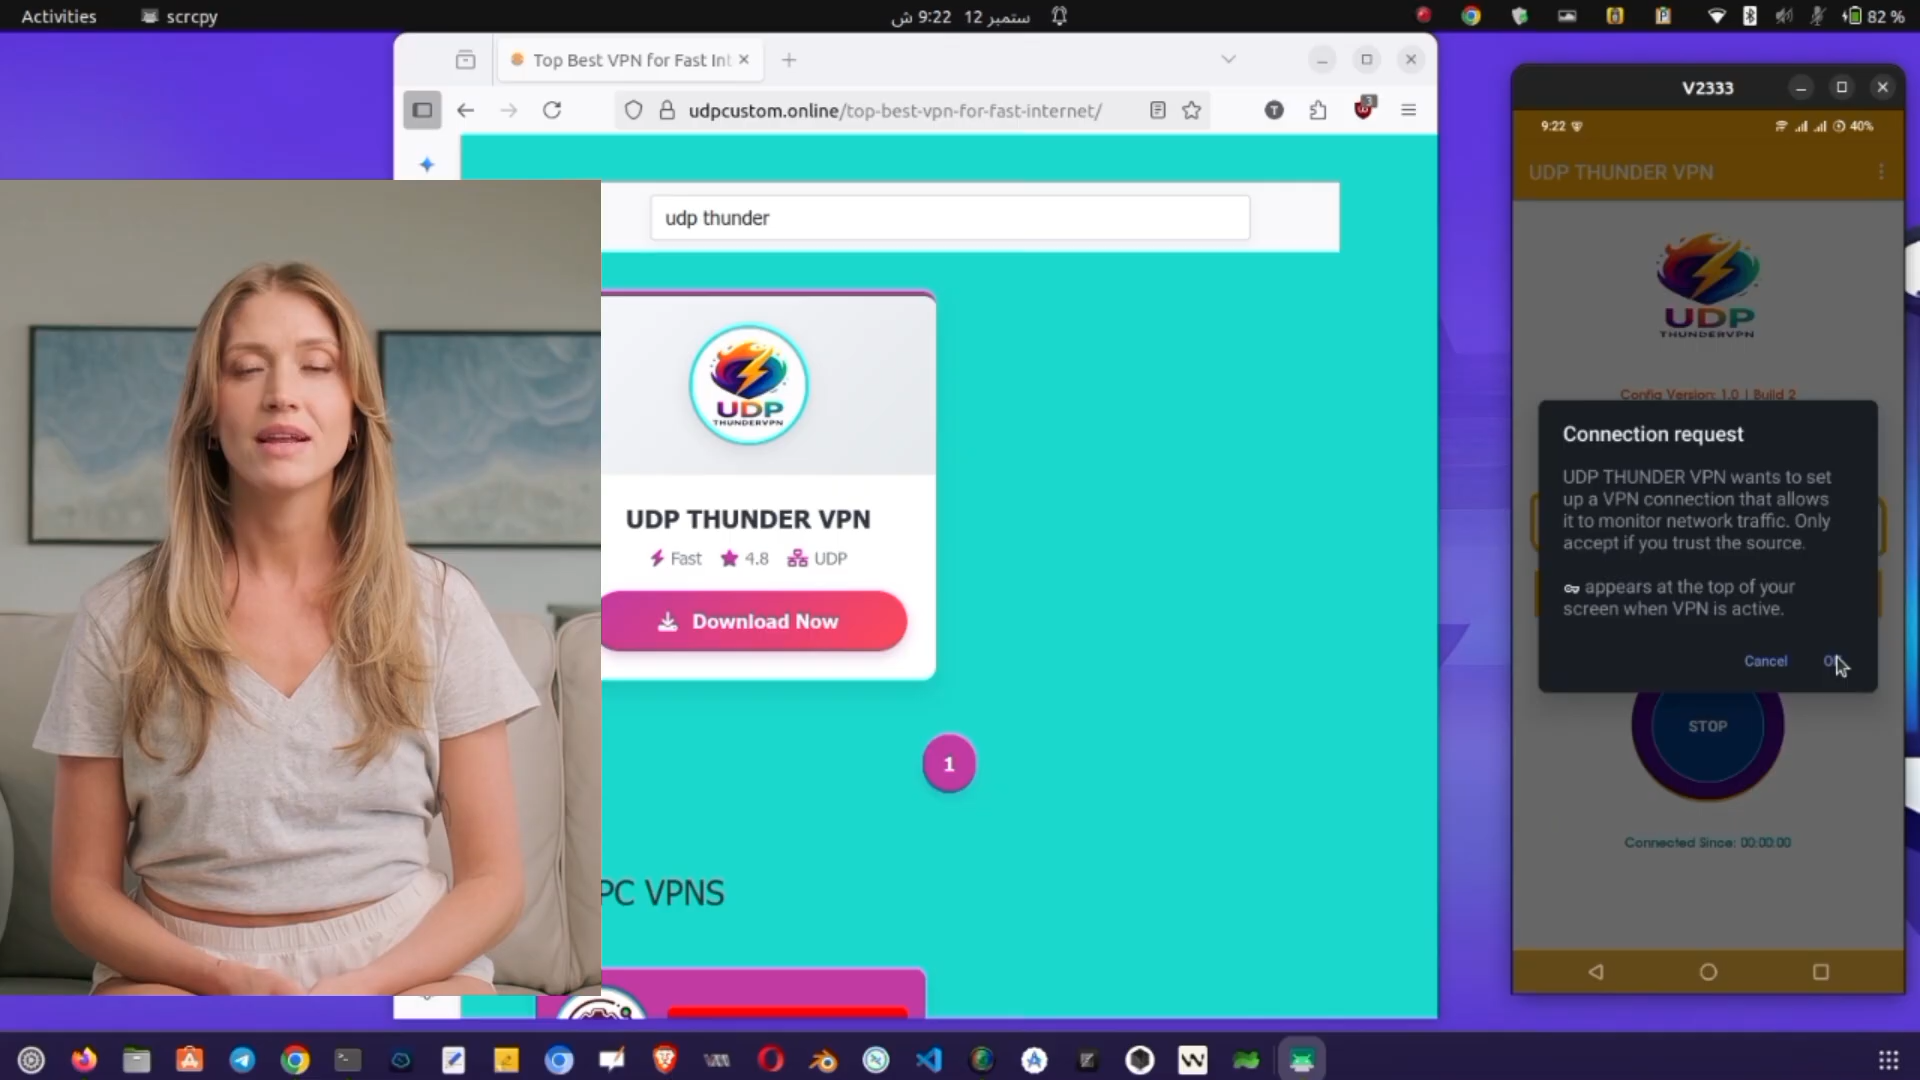 Activities
scrcpy
ستمبر 12  9:22 ش
82 %
Top Best VPN for Fast Int
udpcustom.online/top-best-vpn-for-fast-internet/
3
udp thunder
UDP
THUNDERVPN
UDP THUNDER VPN
Fast
4.8
UDP
Download Now
1
PC VPNS
V2333
9:22
40%
UDP THUNDER VPN
UDP
THUNDERVPN
Config Version: 1.0 | Build 2
Connection request
UDP THUNDER VPN wants to set
up a VPN connection that allows
it to monitor network traffic. Only
accept if you trust the source.
appears at the top of your
screen when VPN is active.
Cancel
STOP
Connected Since: 00:00:00